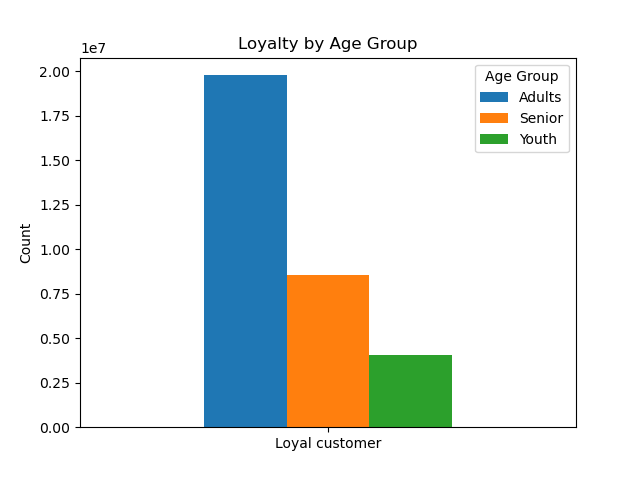 Loyalty by Age Group
1e7
2.00
1.75
1.50
1.25
1.00
0.75
0.50
0.25
0.00
Count
Age Group
Adults
Senior
Youth
Loyal customer